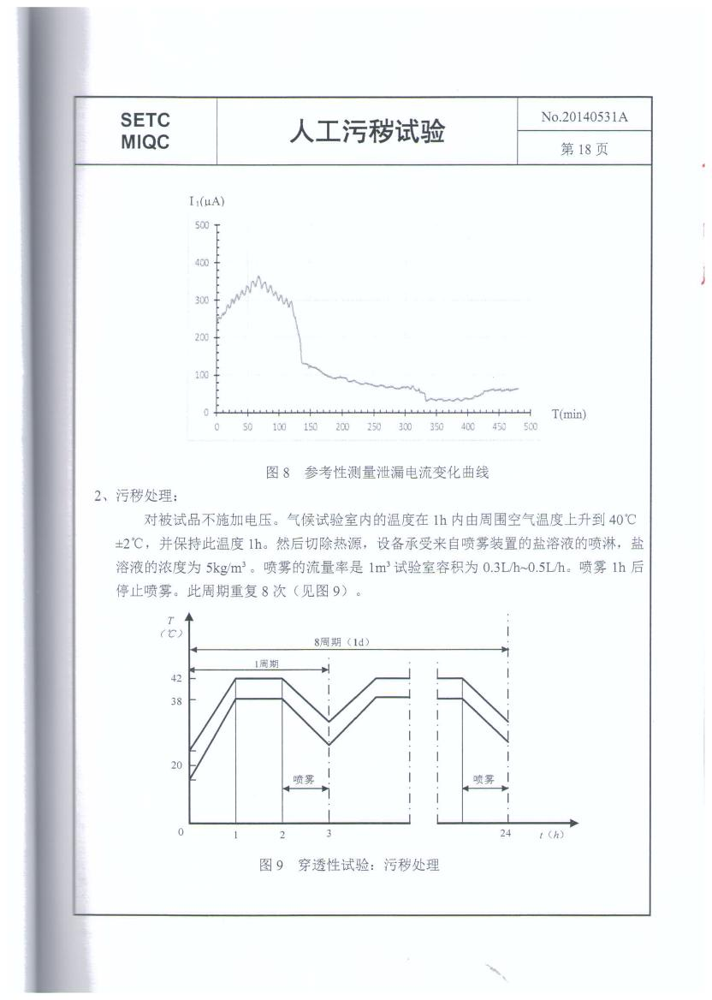 SETC
MIQC
人工污秽试验
No.20140531A
第 18 页
I₁(μA)
500
400
300
200
100
0
0 50 100 150 200 250 300 350 400 450 500
T(min)
图 8 参考性测量泄漏电流变化曲线
2、污秽处理：
对被试品不施加电压。气候试验室内的温度在 1h 内由周围空气温度上升到 40℃
±2℃，并保持此温度 1h。然后切除热源，设备承受来自喷雾装置的盐溶液的喷淋，盐
溶液的浓度为 5kg/m³。喷雾的流量率是 1m³ 试验室容积为 0.3L/h~0.5L/h。喷雾 1h 后
停止喷雾。此周期重复 8 次（见图 9）。
T
(℃)
8周期（1d）
1周期
42
38
20
喷雾 喷雾
0 1 2 3 24 t（h）
图 9 穿透性试验：污秽处理